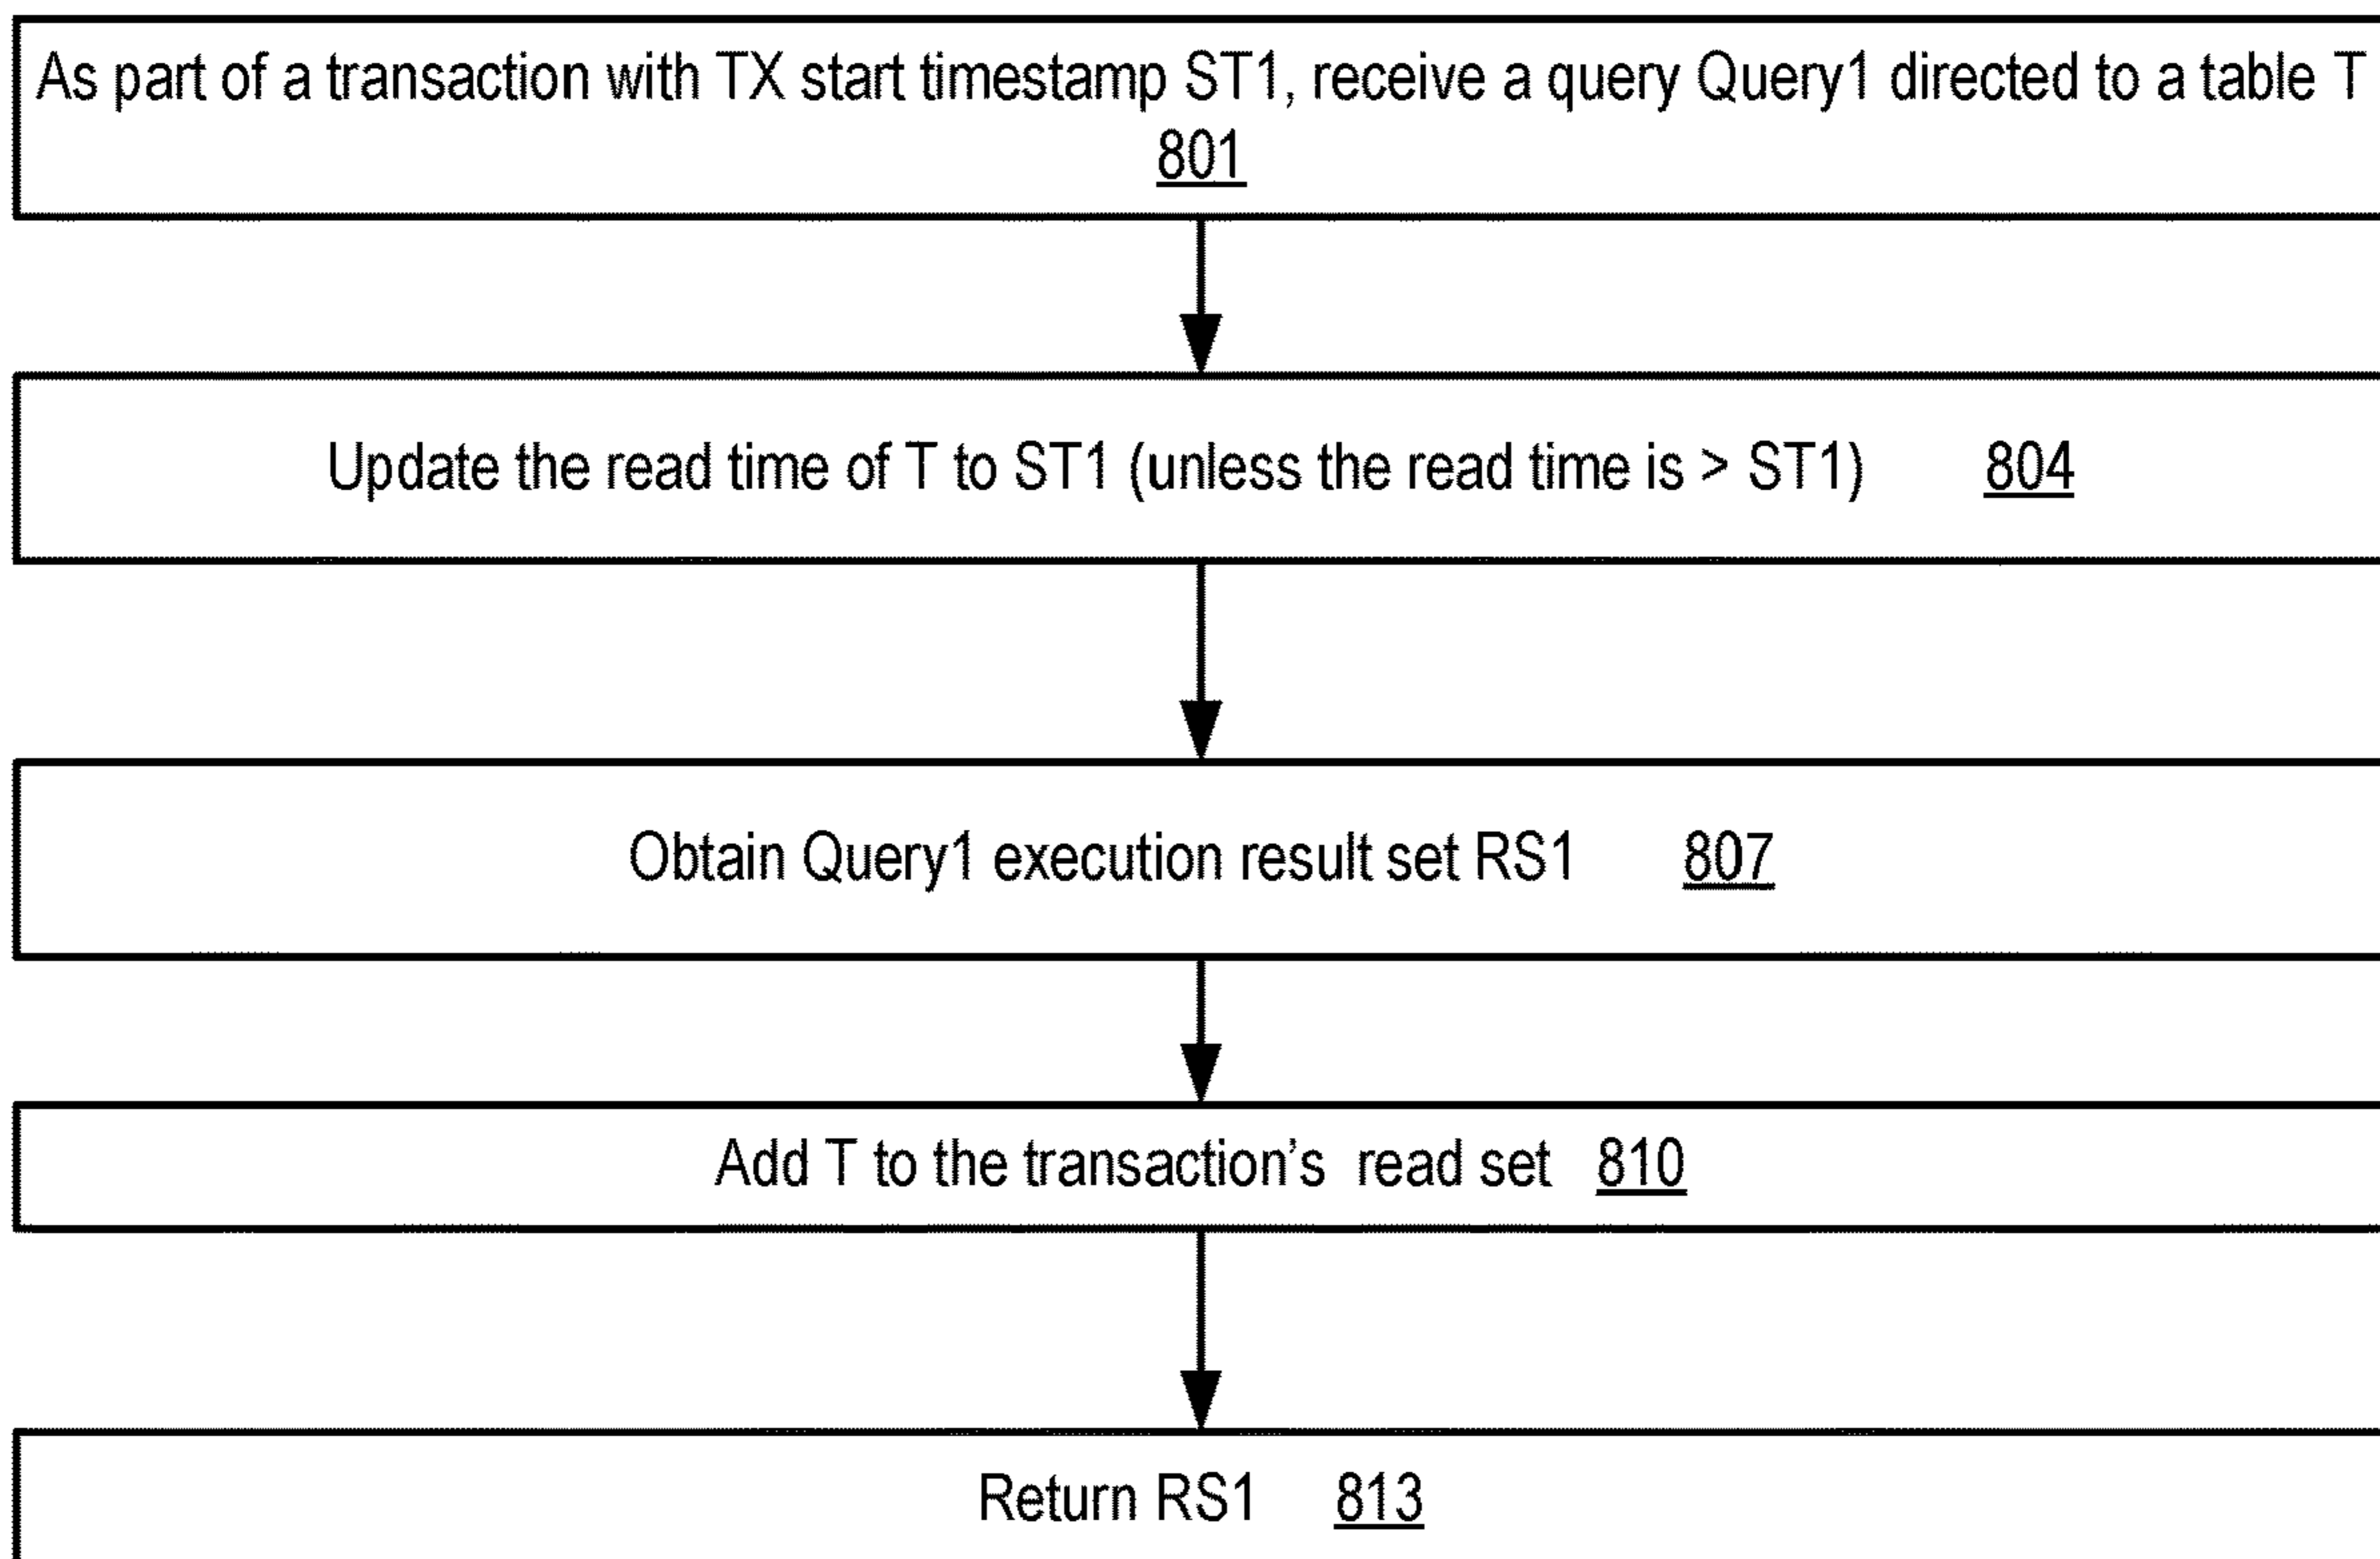 As part of a transaction with TX start timestamp ST1, receive a query Query1 directed to a table T
801
Update the read time of T to ST1 (unless the read time is > ST1) 804
Obtain Query1 execution result set RS1 807
Add T to the transaction's read set 810
Return RS1 813